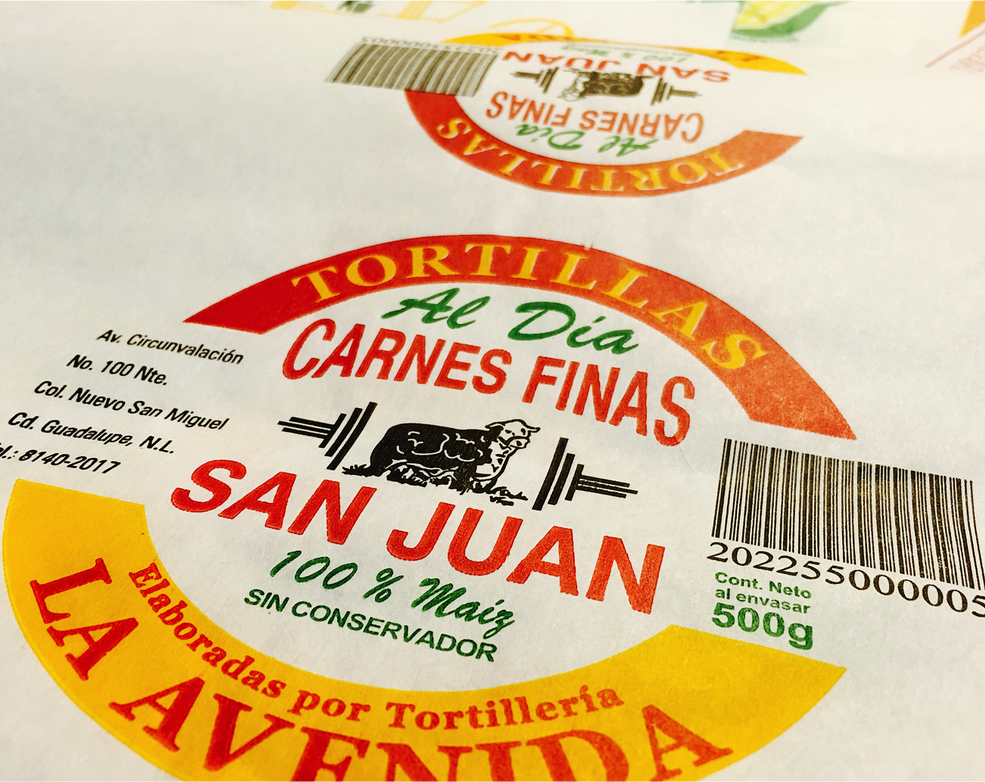 2022550000005
SAN JUAN
CARNES FINAS
Al Día
TORTILLAS
TORTILLAS
Al Día
CARNES FINAS
SAN JUAN
100 % Maíz
SIN CONSERVADOR
Av. Circunvalación
No. 100 Nte.
Col. Nuevo San Miguel
Cd. Guadalupe, N.L.
8140-2017
202255000005
Cont. Neto
al envasar
500g
Elaboradas por Tortillería
LA AVENIDA